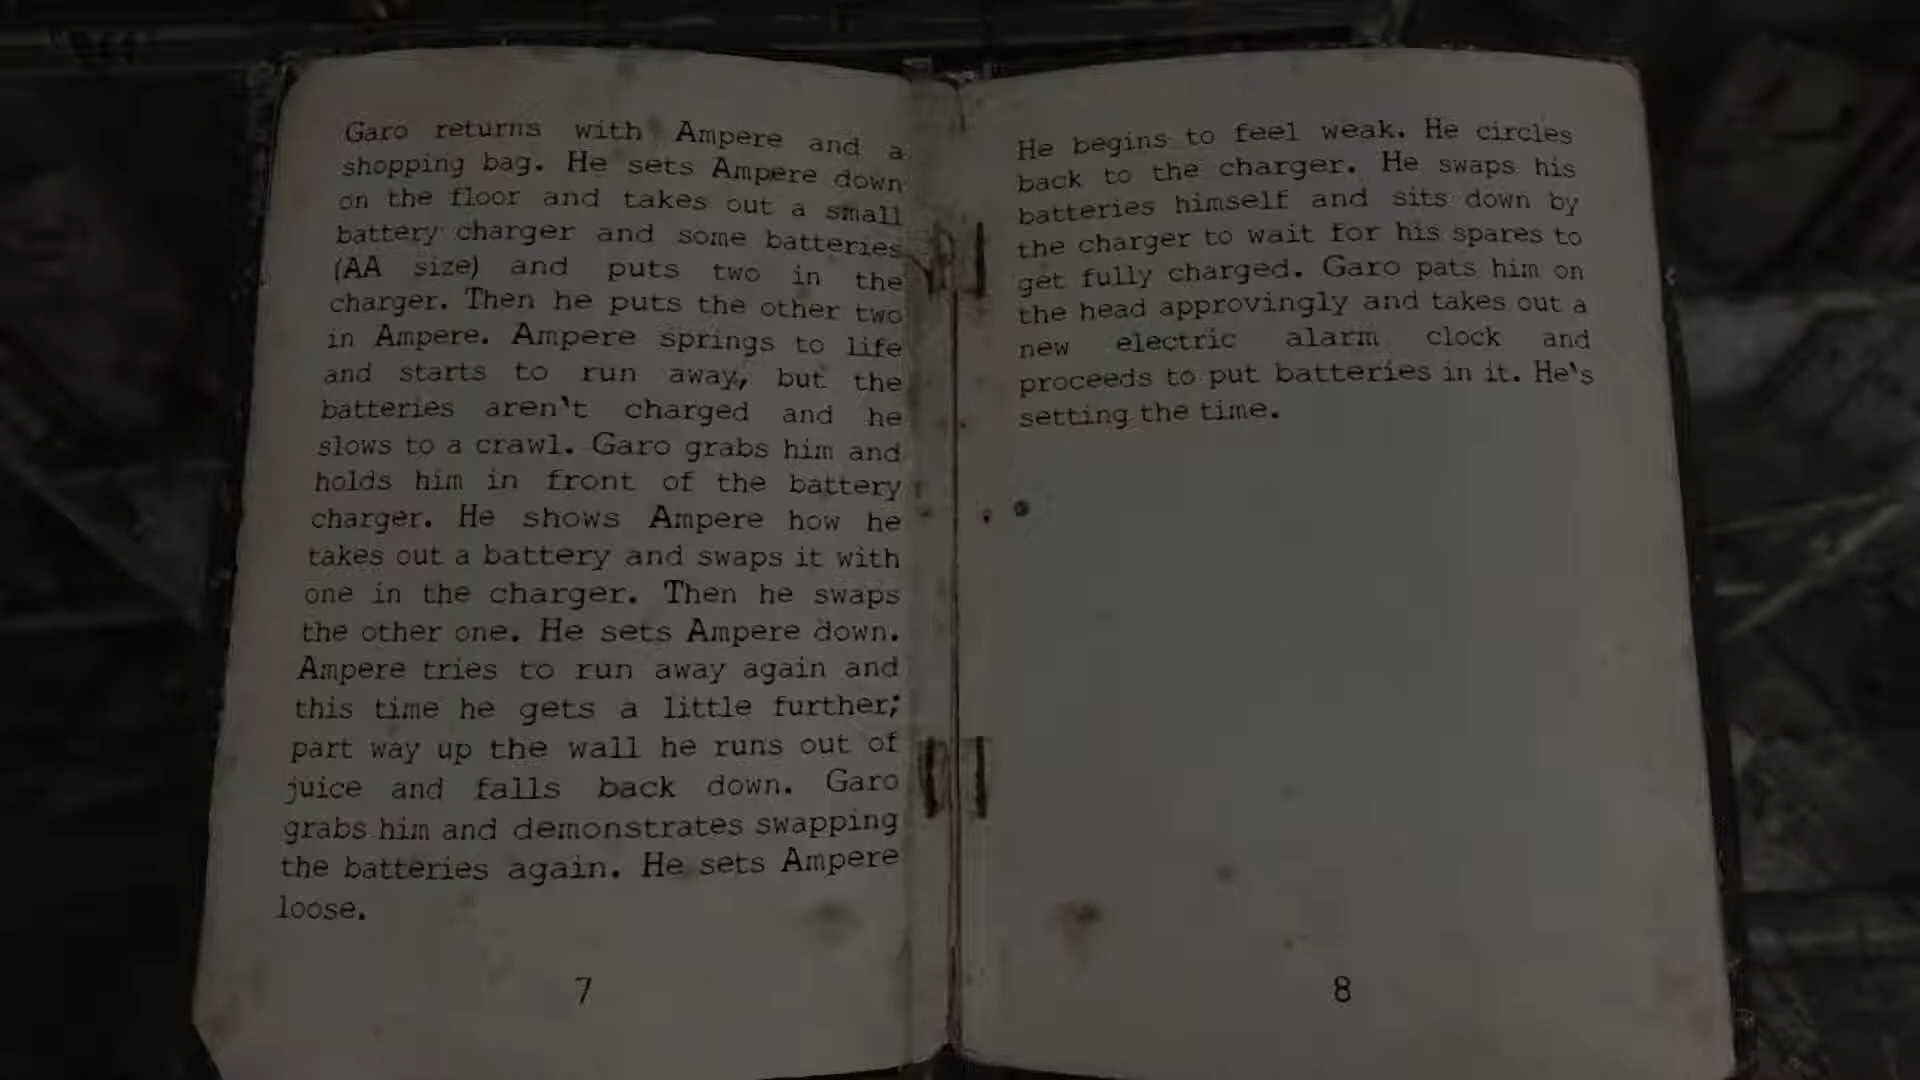 Garo returns with Ampere and a
shopping bag. He sets Ampere down
on the floor and takes out a small
battery charger and some batteries
(AA size) and puts two in the
charger. Then he puts the other two
in Ampere. Ampere springs to life
and starts to run away, but the
batteries aren't charged and he
slows to a crawl. Garo grabs him and
holds him in front of the battery
charger. He shows Ampere how he
takes out a battery and swaps it with
one in the charger. Then he swaps
the other one. He sets Ampere down.
Ampere tries to run away again and
this time he gets a little further;
part way up the wall he runs out of
juice and falls back down. Garo
grabs him and demonstrates swapping
the batteries again. He sets Ampere
loose.
7
He begins to feel weak. He circles
back to the charger. He swaps his
batteries himself and sits down by
the charger to wait for his spares to
get fully charged. Garo pats him on
the head approvingly and takes out a
new electric alarm clock and
proceeds to put batteries in it. He's
setting the time.
8